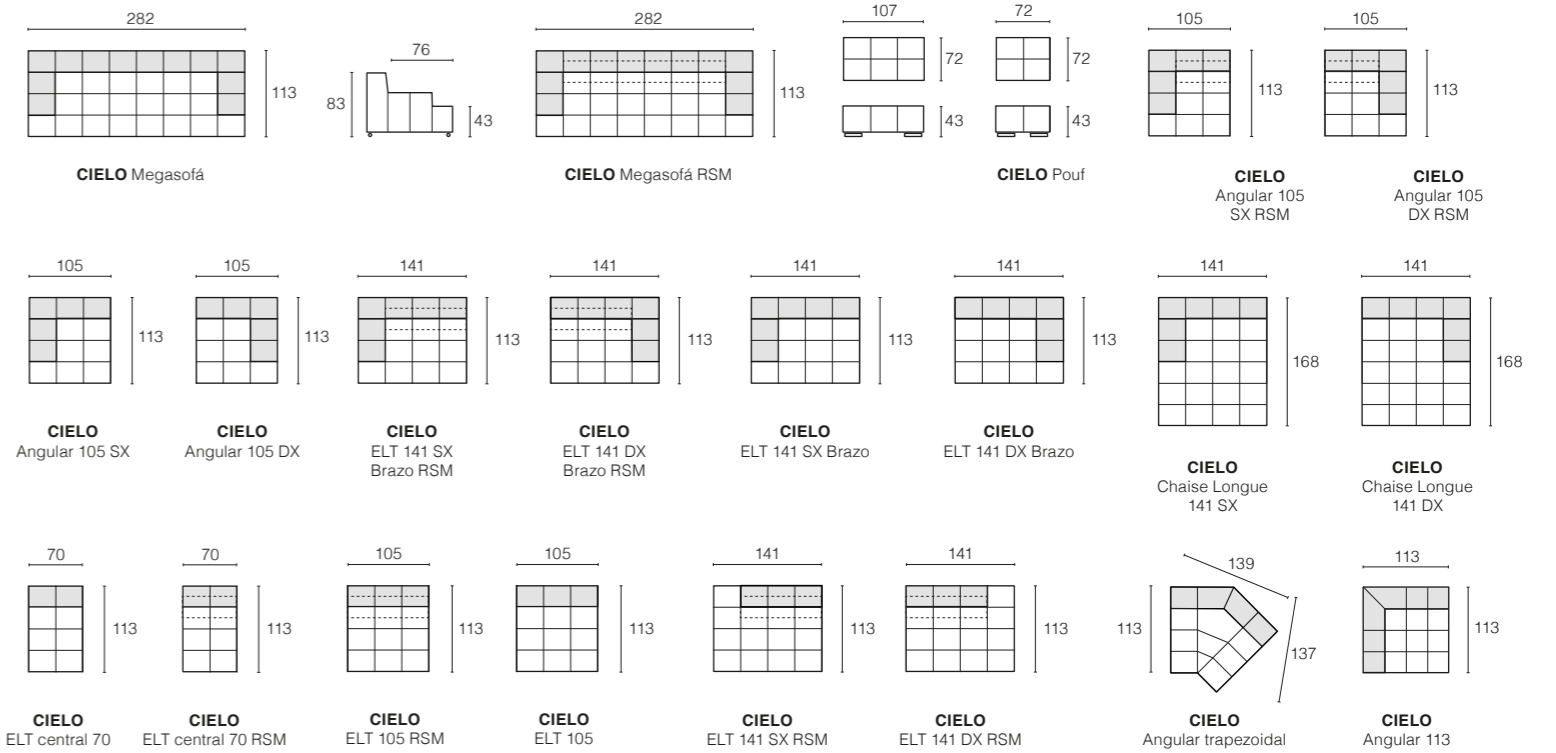 282
113
CIELO Megasofá
76
83
43
282
113
CIELO Megasofá RSM
107
72
43
72
72
43
CIELO Pouf
105
113
CIELO
Angular 105
SX RSM
105
113
CIELO
Angular 105
DX RSM
105
113
CIELO
Angular 105 SX
105
113
CIELO
Angular 105 DX
141
113
CIELO
ELT 141 SX
Brazo RSM
141
113
CIELO
ELT 141 DX
Brazo RSM
141
113
CIELO
ELT 141 SX Brazo
141
113
CIELO
ELT 141 DX Brazo
141
168
CIELO
Chaise Longue
141 SX
141
168
CIELO
Chaise Longue
141 DX
70
113
CIELO
ELT central 70
70
113
CIELO
ELT central 70 RSM
105
113
CIELO
ELT 105 RSM
105
113
CIELO
ELT 105
141
113
CIELO
ELT 141 SX RSM
141
113
CIELO
ELT 141 DX RSM
139
113
137
CIELO
Angular trapezoidal
113
113
CIELO
Angular 113